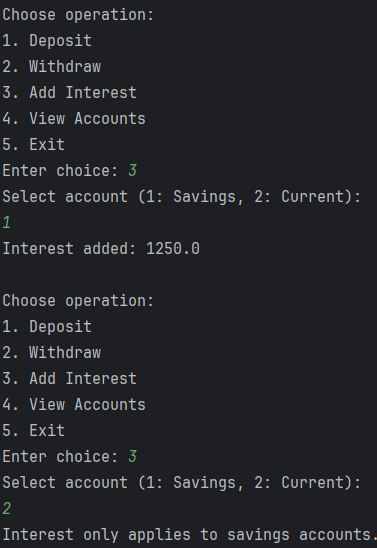 Choose operation:
1. Deposit
2. Withdraw
3. Add Interest
4. View Accounts
5. Exit
Enter choice: 3
Select account (1: Savings, 2: Current):
1
Interest added: 1250.0

Choose operation:
1. Deposit
2. Withdraw
3. Add Interest
4. View Accounts
5. Exit
Enter choice: 3
Select account (1: Savings, 2: Current):
2
Interest only applies to savings accounts.